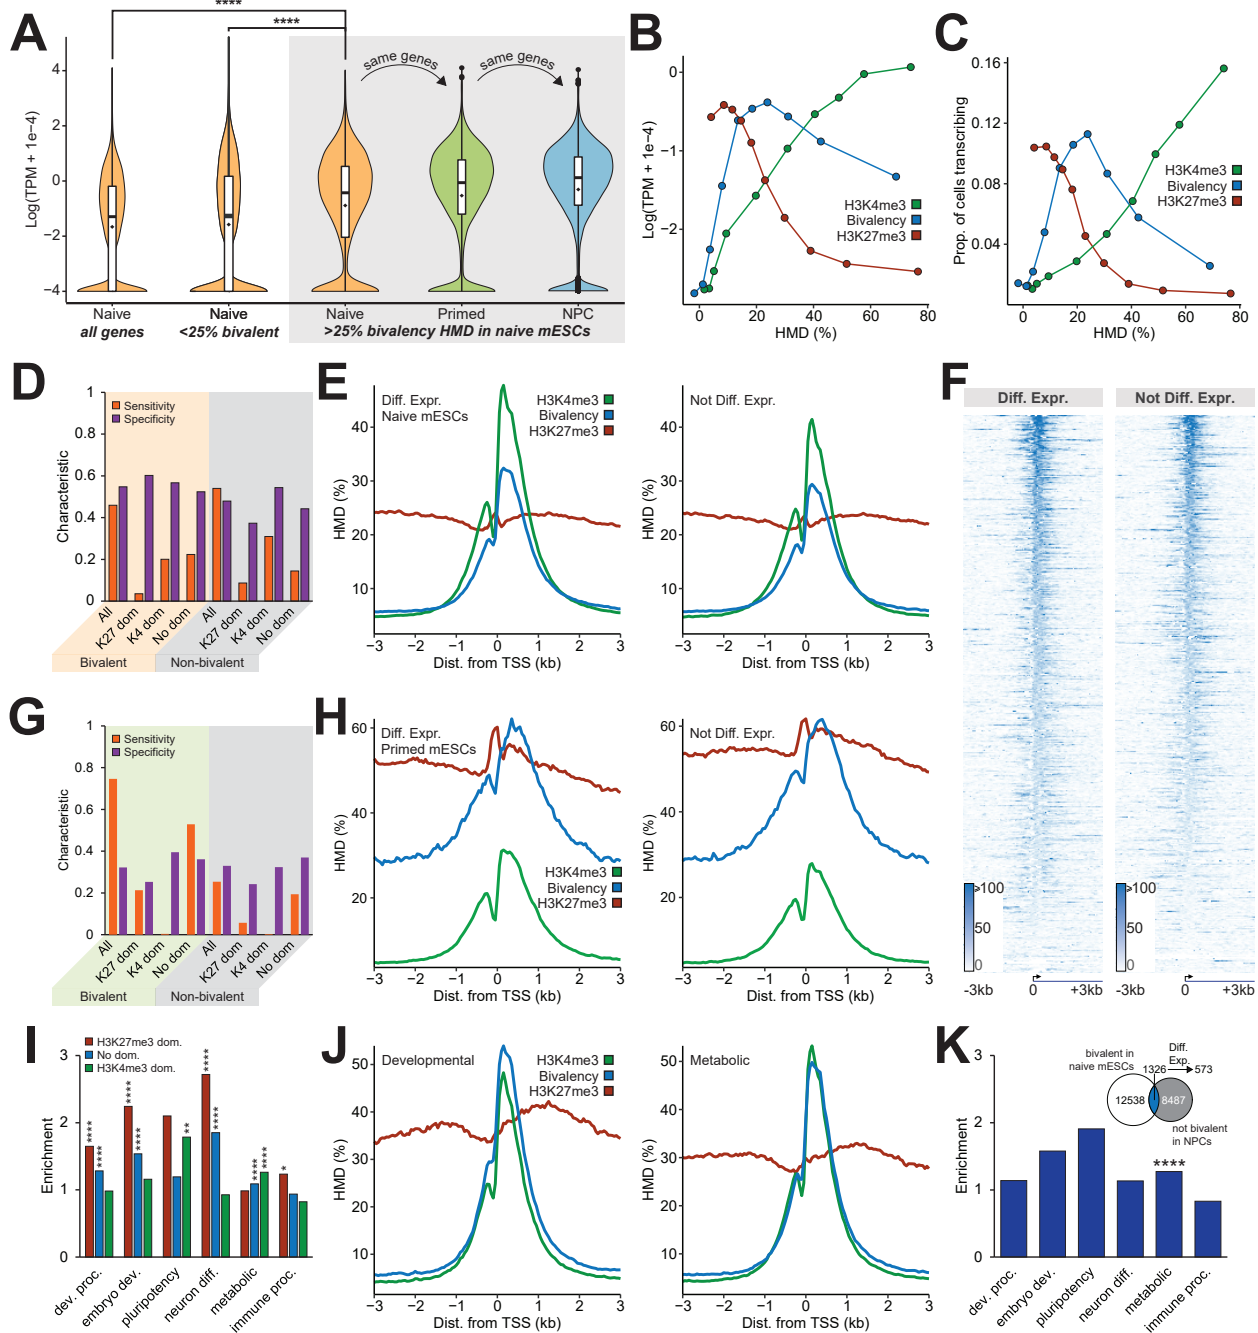 A
****
****
same genes
same genes
Log(TPM + 1e−4)
4
2
0
−2
−4
Naive
all genes
Naive
<25% bivalent
Naive
Primed
NPC
>25% bivalency HMD in naive mESCs
B
Log(TPM + 1e−4)
0
−1
−2
H3K4me3
Bivalency
H3K27me3
0
20
40
60
80
HMD (%)
C
Prop. of cells transcribing
0.16
0.12
0.08
0.04
H3K4me3
Bivalency
H3K27me3
0
20
40
60
80
HMD (%)
D
Characteristic
1
0.8
0.6
0.4
0.2
0
Sensitivity
Specificity
All
K27 dom
K4 dom
No dom
All
K27 dom
K4 dom
No dom
Bivalent
Non-bivalent
E
Diff. Expr.
Naive mESCs
H3K4me3
Bivalency
H3K27me3
HMD (%)
40
30
20
10
−3
−2
−1
0
1
2
3
Dist. from TSS (kb)
Not Diff. Expr.
HMD (%)
40
30
20
10
−3
−2
−1
0
1
2
3
Dist. from TSS (kb)
F
Diff. Expr.
Not Diff. Expr.
>100
50
0
>100
50
0
-3kb
0
+3kb
-3kb
0
+3kb
G
Characteristic
1
0.8
0.6
0.4
0.2
0
Sensitivity
Specificity
All
K27 dom
K4 dom
No dom
All
K27 dom
K4 dom
No dom
Bivalent
Non-bivalent
H
Diff. Expr.
Primed mESCs
HMD (%)
60
40
20
H3K4me3
Bivalency
H3K27me3
−3
−2
−1
0
1
2
3
Dist. from TSS (kb)
Not Diff. Expr.
HMD (%)
60
40
20
−3
−2
−1
0
1
2
3
Dist. from TSS (kb)
I
H3K27me3 dom.
No dom.
H3K4me3 dom.
Enrichment
3
2
1
0
****
****
****
****
**
****
****
****
****
*
dev. proc.
embryo dev.
pluripotency
neuron diff.
metabolic
immune proc.
J
Developmental
H3K4me3
Bivalency
H3K27me3
HMD (%)
50
40
30
20
10
−3
−2
−1
0
1
2
3
Dist. from TSS (kb)
Metabolic
HMD (%)
50
40
30
20
10
−3
−2
−1
0
1
2
3
Dist. from TSS (kb)
K
Enrichment
3
2
1
0
bivalent in
naive mESCs
Diff.
Exp.
1326
573
12538
8487
not bivalent
in NPCs
****
dev. proc.
embryo dev.
pluripotency
neuron diff.
metabolic
immune proc.